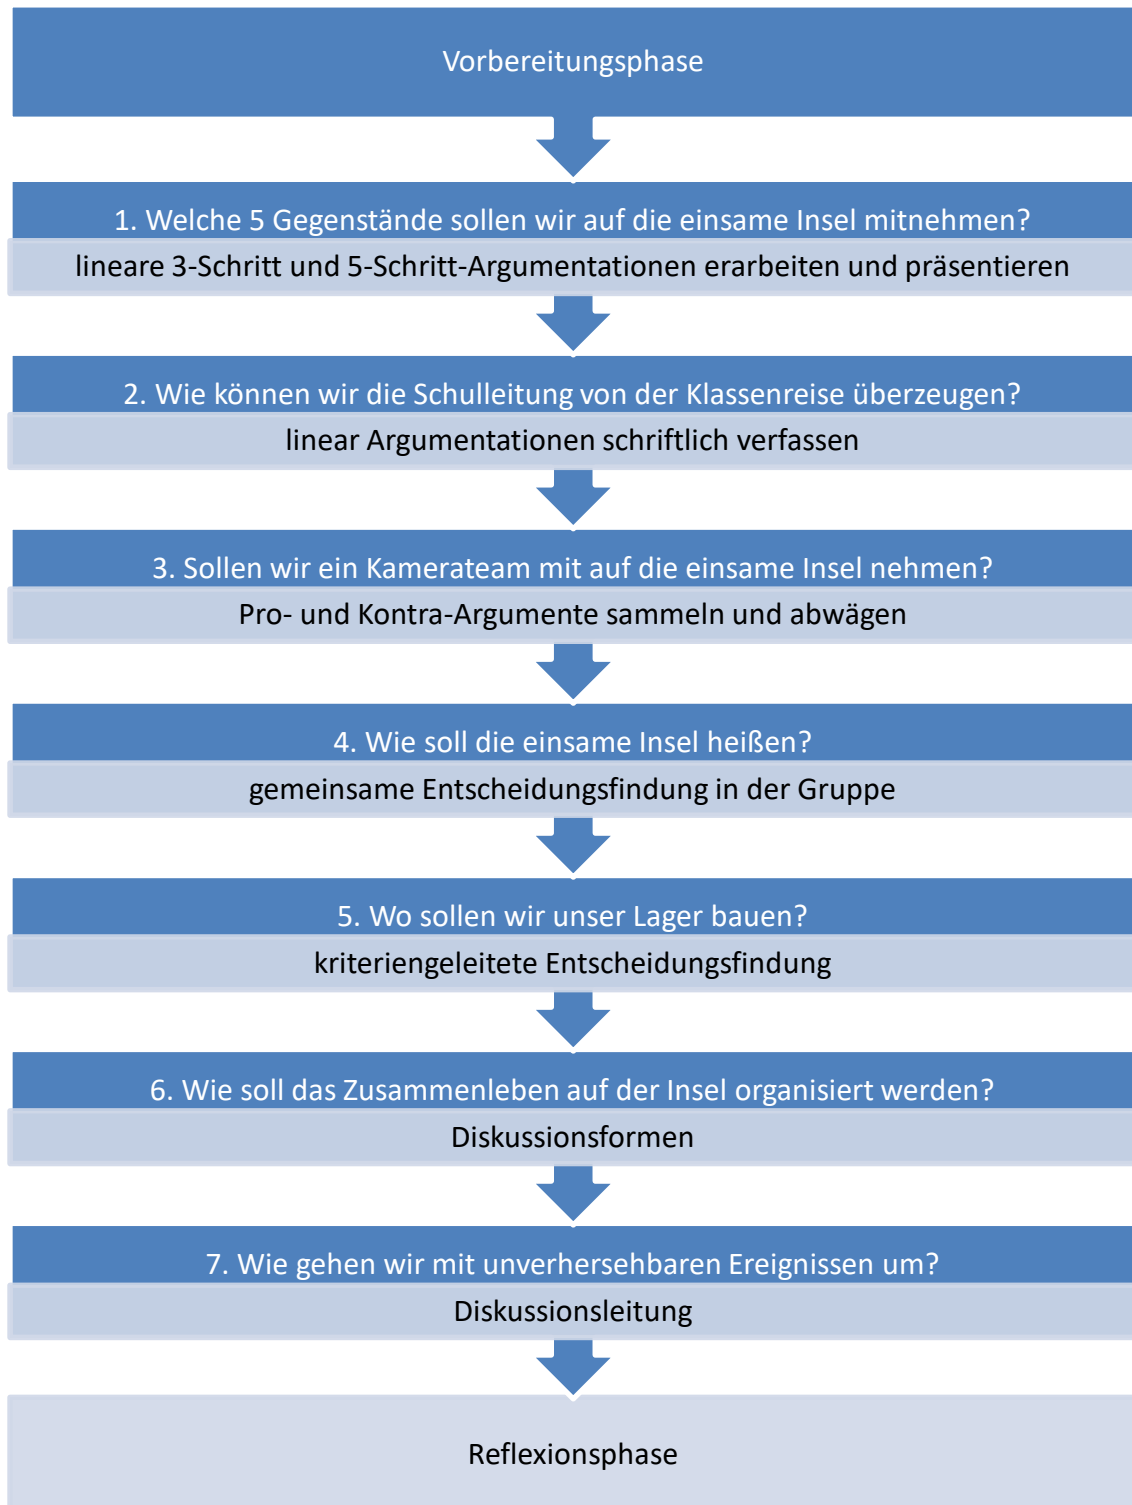 Vorbereitungsphase
1. Welche 5 Gegenstände sollen wir auf die einsame Insel mitnehmen?
lineare 3-Schritt und 5-Schritt-Argumentationen erarbeiten und präsentieren
2. Wie können wir die Schulleitung von der Klassenreise überzeugen?
linear Argumentationen schriftlich verfassen
3. Sollen wir ein Kamerateam mit auf die einsame Insel nehmen?
Pro- und Kontra-Argumente sammeln und abwägen
4. Wie soll die einsame Insel heißen?
gemeinsame Entscheidungsfindung in der Gruppe
5. Wo sollen wir unser Lager bauen?
kriteriengeleitete Entscheidungsfindung
6. Wie soll das Zusammenleben auf der Insel organisiert werden?
Diskussionsformen
7. Wie gehen wir mit unverhersehbaren Ereignissen um?
Diskussionsleitung
Reflexionsphase